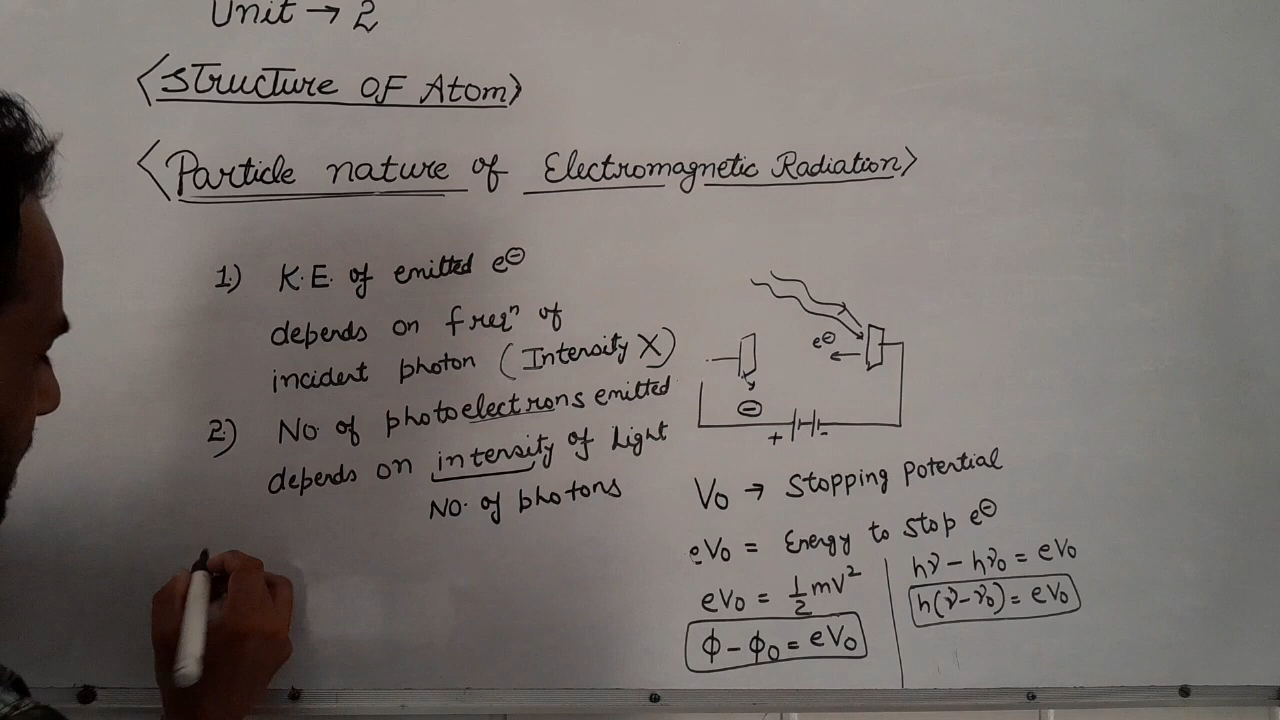 Unit → 2
<Structure OF Atom>
<Particle nature of Electromagnetic Radiation>
1) K.E. of emitted e⊖
depends on freqⁿ of
incident photon (Intensity X)
2) No of photoelectrons emitted
depends on intensity of light
No. of photons
e⊖
⊖
+ -
V₀ → Stopping Potential
eV₀ = Energy to stop e⊖
eV₀ = 1/2 mv²
ϕ - ϕ₀ = eV₀
hν - hν₀ = eV₀
h(ν-ν₀) = eV₀